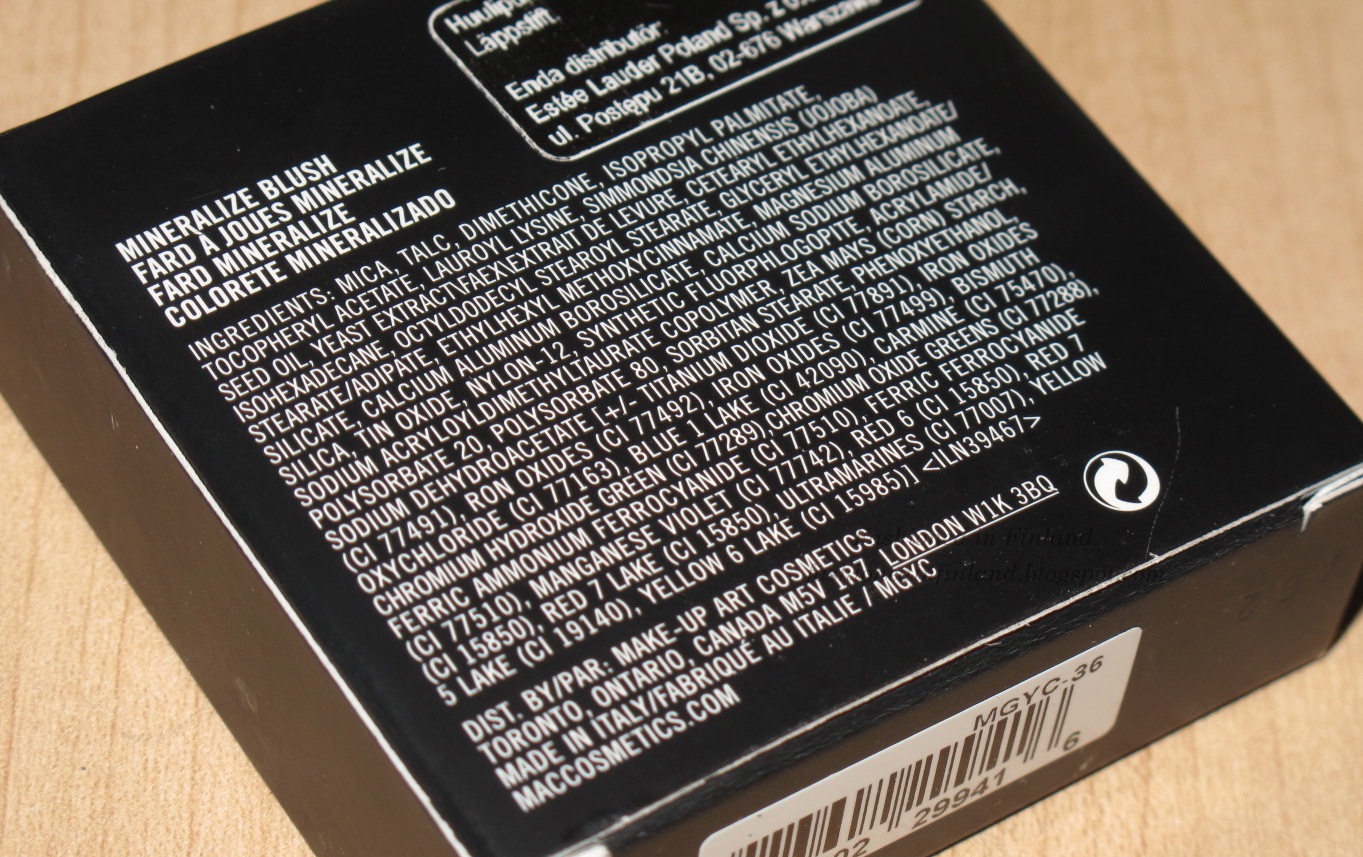 Läppstift.
Enda distributör:
Estée Lauder Poland Sp. z
ul. Postępu 21B, 02-676 Warszawa
MINERALIZE BLUSH
FARD À JOUES MINERALIZE
FARD MINERALIZE
COLORETE MINERALIZADO
INGREDIENTS: MICA, TALC, DIMETHICONE, ISOPROPYL PALMITATE,
TOCOPHERYL ACETATE, LAUROYL LYSINE, SIMMONDSIA CHINENSIS (JOJOBA)
SEED OIL, YEAST EXTRACT\FAEX\EXTRAIT DE LEVURE, CETEARYL ETHYLHEXANOATE,
ISOHEXADECANE, OCTYLDODECYL STEAROYL STEARATE, GLYCERYL ETHYLHEXANOATE/
STEARATE/ADIPATE, ETHYLHEXYL METHOXYCINNAMATE, MAGNESIUM ALUMINUM
SILICATE, CALCIUM ALUMINUM BOROSILICATE, CALCIUM SODIUM BOROSILICATE,
SILICA, TIN OXIDE, NYLON-12, SYNTHETIC FLUORPHLOGOPITE, ACRYLAMIDE/
SODIUM ACRYLOYLDIMETHYLTAURATE COPOLYMER, ZEA MAYS (CORN) STARCH,
POLYSORBATE 20, POLYSORBATE 80, SORBITAN STEARATE, PHENOXYETHANOL,
SODIUM DEHYDROACETATE [+/- TITANIUM DIOXIDE (CI 77891), IRON OXIDES
(CI 77491), IRON OXIDES (CI 77492), IRON OXIDES (CI 77499), BISMUTH
OXYCHLORIDE (CI 77163), BLUE 1 LAKE (CI 42090), CARMINE (CI 75470),
CHROMIUM HYDROXIDE GREEN (CI 77289), CHROMIUM OXIDE GREENS (CI 77288),
FERRIC AMMONIUM FERROCYANIDE (CI 77510), FERRIC FERROCYANIDE
(CI 77510), MANGANESE VIOLET (CI 77742), RED 6 (CI 15850), RED 7
(CI 15850), RED 7 LAKE (CI 15850), ULTRAMARINES (CI 77007), YELLOW
5 LAKE (CI 19140), YELLOW 6 LAKE (CI 15985)] <ILN39467>
DIST. BY/PAR: MAKE-UP ART COSMETICS
TORONTO, ONTARIO, CANADA M5V 1R7, LONDON W1K 3BQ
MADE IN ITALY/FABRIQUÉ AU ITALIE / MGYC
MACCOSMETICS.COM
in Finland
finland.blogspot.com
MGYC-36
02 29941 6